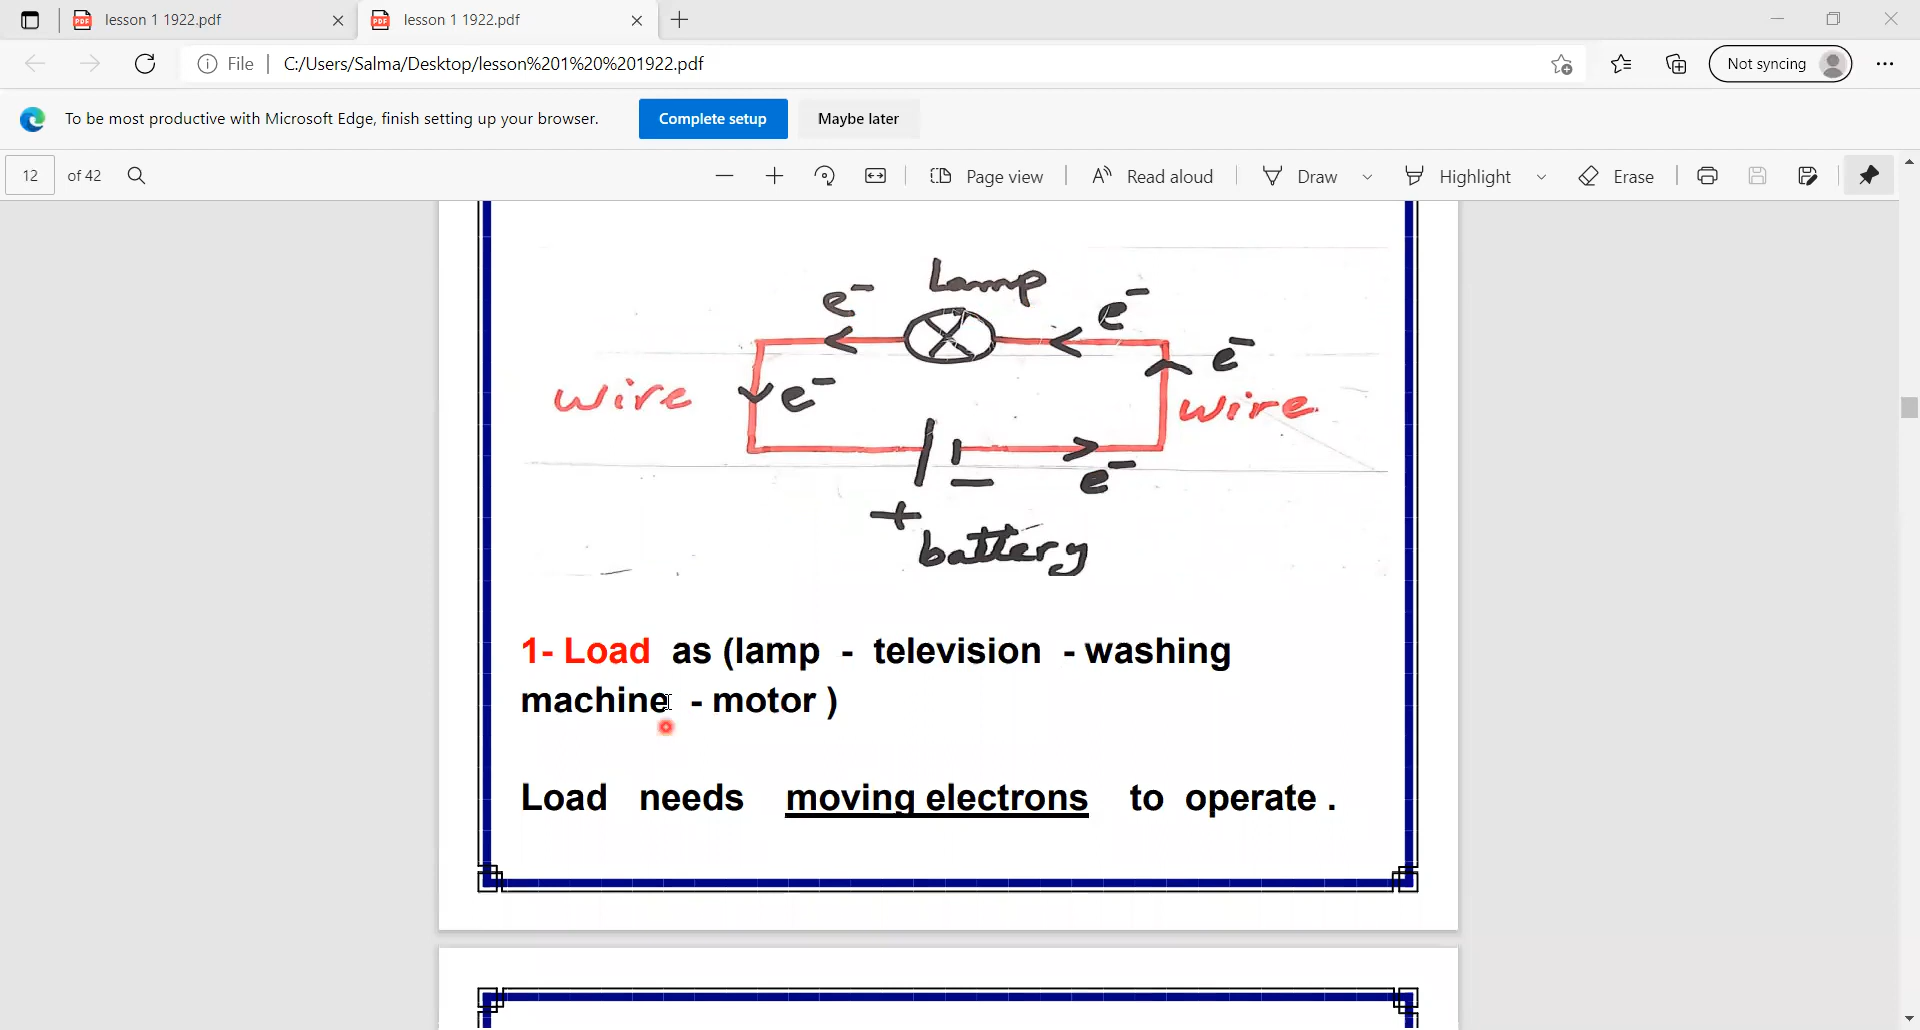 lesson 1 1922.pdf
lesson 1 1922.pdf
File
C:/Users/Salma/Desktop/lesson%201%20%201922.pdf
Not syncing
To be most productive with Microsoft Edge, finish setting up your browser.
Complete setup
Maybe later
12 of 42
Page view
Read aloud
Draw
Highlight
Erase
Lamp
e⁻
e⁻
e⁻
wire
e⁻
wire
e⁻
+
−
battery
1- Load as (lamp - television - washing
machine - motor )
Load needs moving electrons to operate .